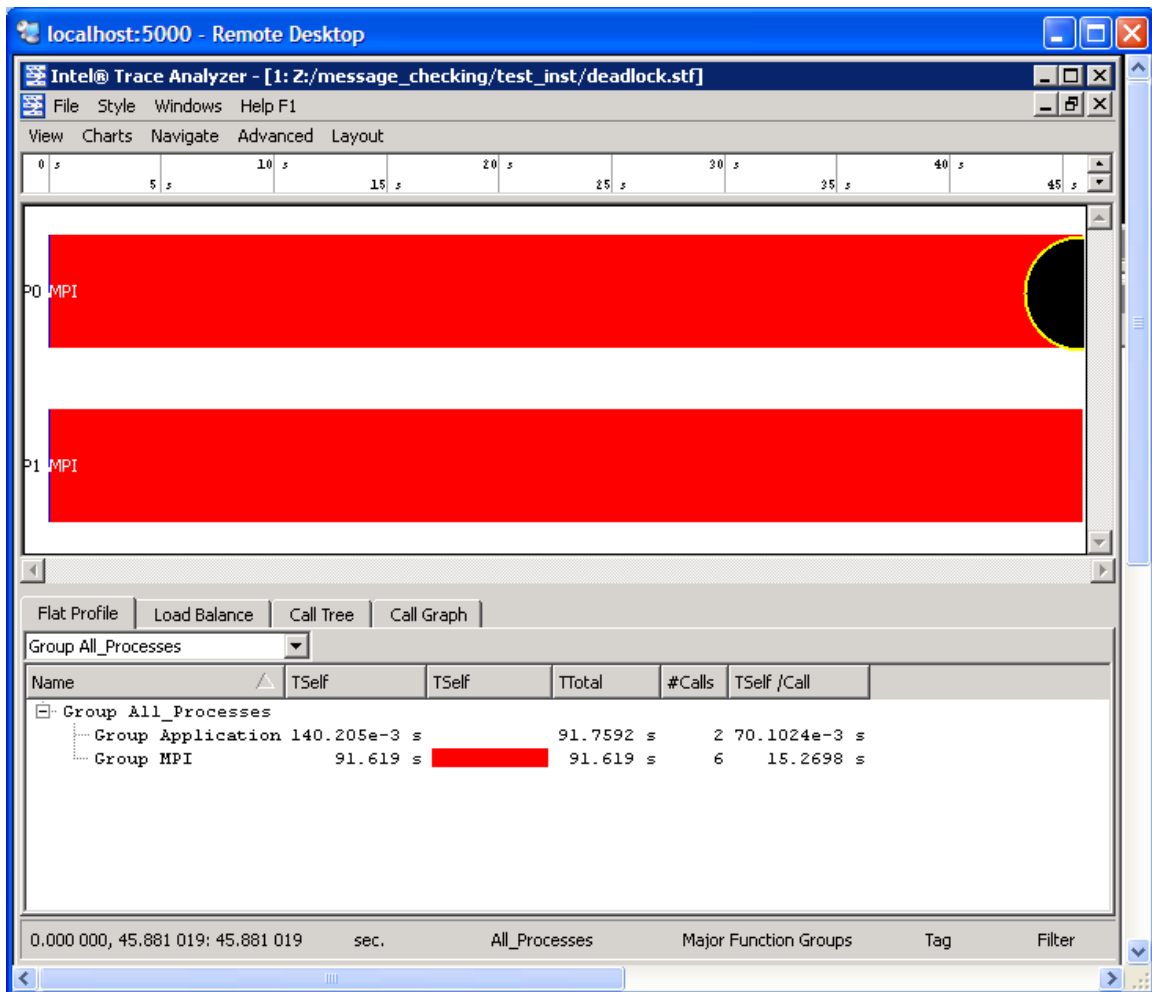 localhost:5000 - Remote Desktop
Intel® Trace Analyzer - [1: Z:/message_checking/test_inst/deadlock.stf]
File Style Windows Help F1
View Charts Navigate Advanced Layout
0 s 10 s 20 s 30 s 40 s
5 s 15 s 25 s 35 s 45 s
P0 MPI
P1 MPI
Flat Profile Load Balance Call Tree Call Graph
Group All_Processes
Name TSelf TSelf TTotal #Calls TSelf /Call
Group All_Processes
Group Application 140.205e-3 s 91.7592 s 2 70.1024e-3 s
Group MPI 91.619 s 91.619 s 6 15.2698 s
0.000 000, 45.881 019: 45.881 019 sec. All_Processes Major Function Groups Tag Filter